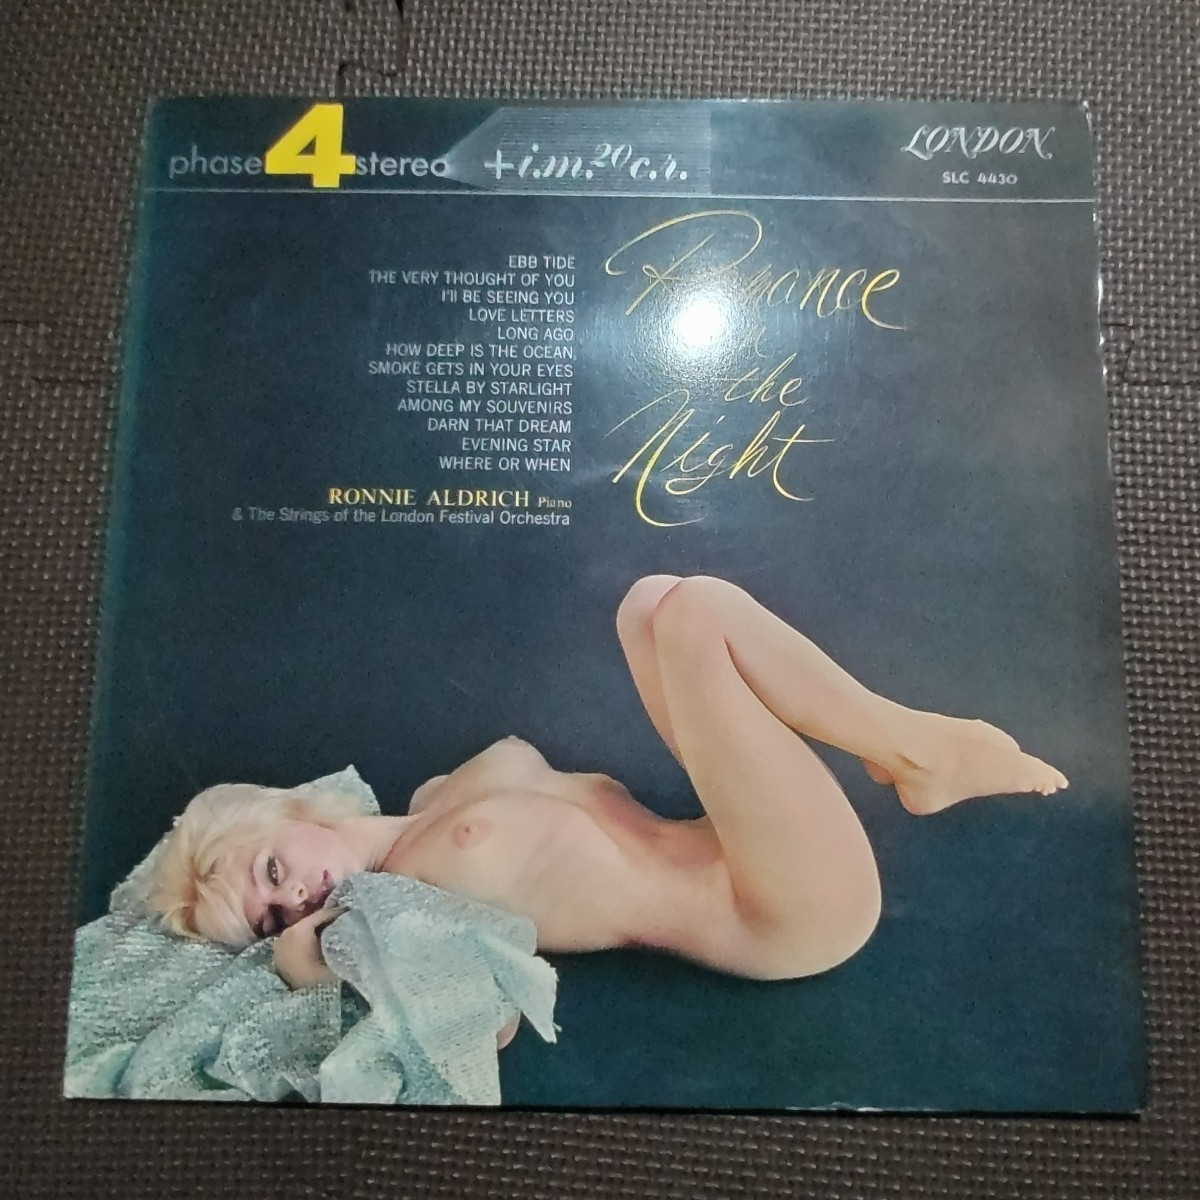 phase 4 stereo +i.m.20 c.r.
LONDON
SLC 4430
EBB TIDE
THE VERY THOUGHT OF YOU
I'll BE SEEING YOU
LOVE LETTERS
LONG AGO
HOW DEEP IS THE OCEAN
SMOKE GETS IN YOUR EYES
STELLA BY STARLIGHT
AMONG MY SOUVENIRS
DARN THAT DREAM
EVENING STAR
WHERE OR WHEN
RONNIE ALDRICH Piano
& The Strings of the London Festival Orchestra
Romance
the
Night